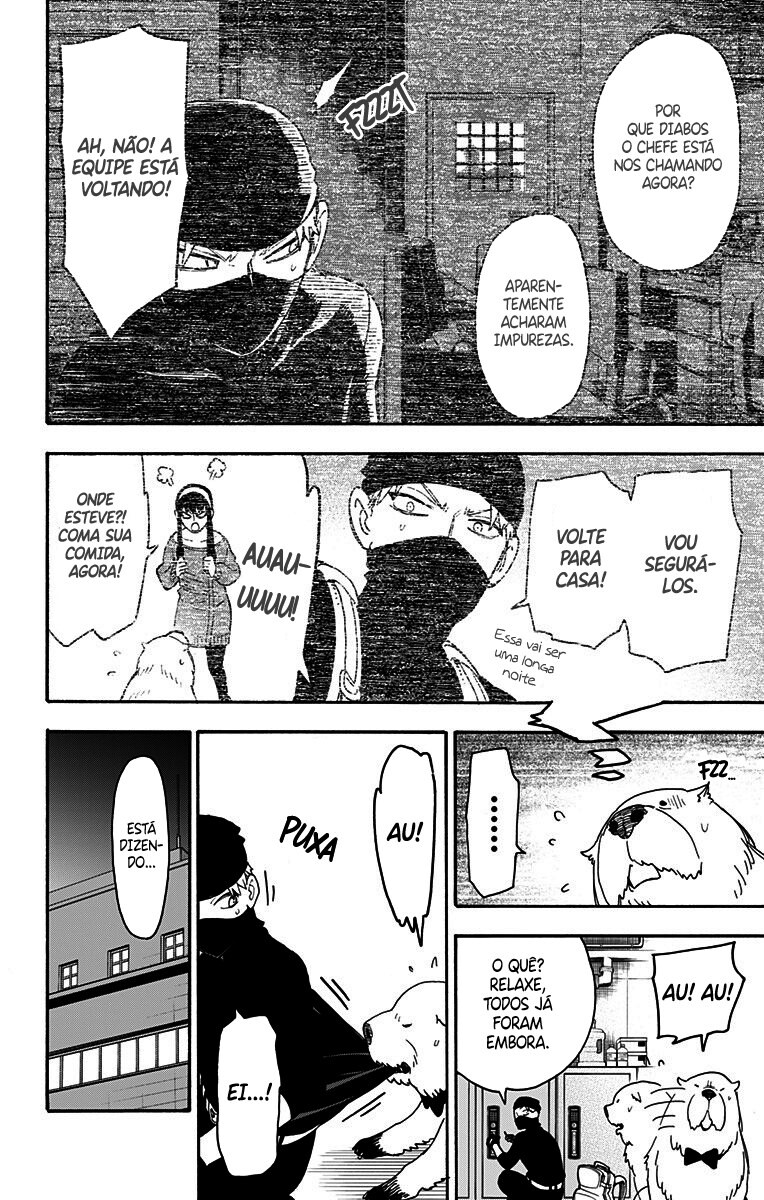 POR
QUE DIABOS
O CHEFE ESTÁ
NOS CHAMANDO
AGORA?
APAREN-
TEMENTE
ACHARAM
IMPUREZAS.
FZZZT
AH, NÃO! A
EQUIPE ESTÁ
VOLTANDO!
VOU
SEGURÁ-
LOS.
VOLTE
PARA
CASA!
Essa vai ser
uma longa
noite
AUAU-
UUUU!
ONDE
ESTEVE?!
COMA SUA
COMIDA,
AGORA!
FZZ...
......
AU! AU!
O QUÊ?
RELAXE,
TODOS JÁ
FORAM
EMBORA.
AU!
PUXA
EI...!
ESTÁ
DIZEN-
DO...